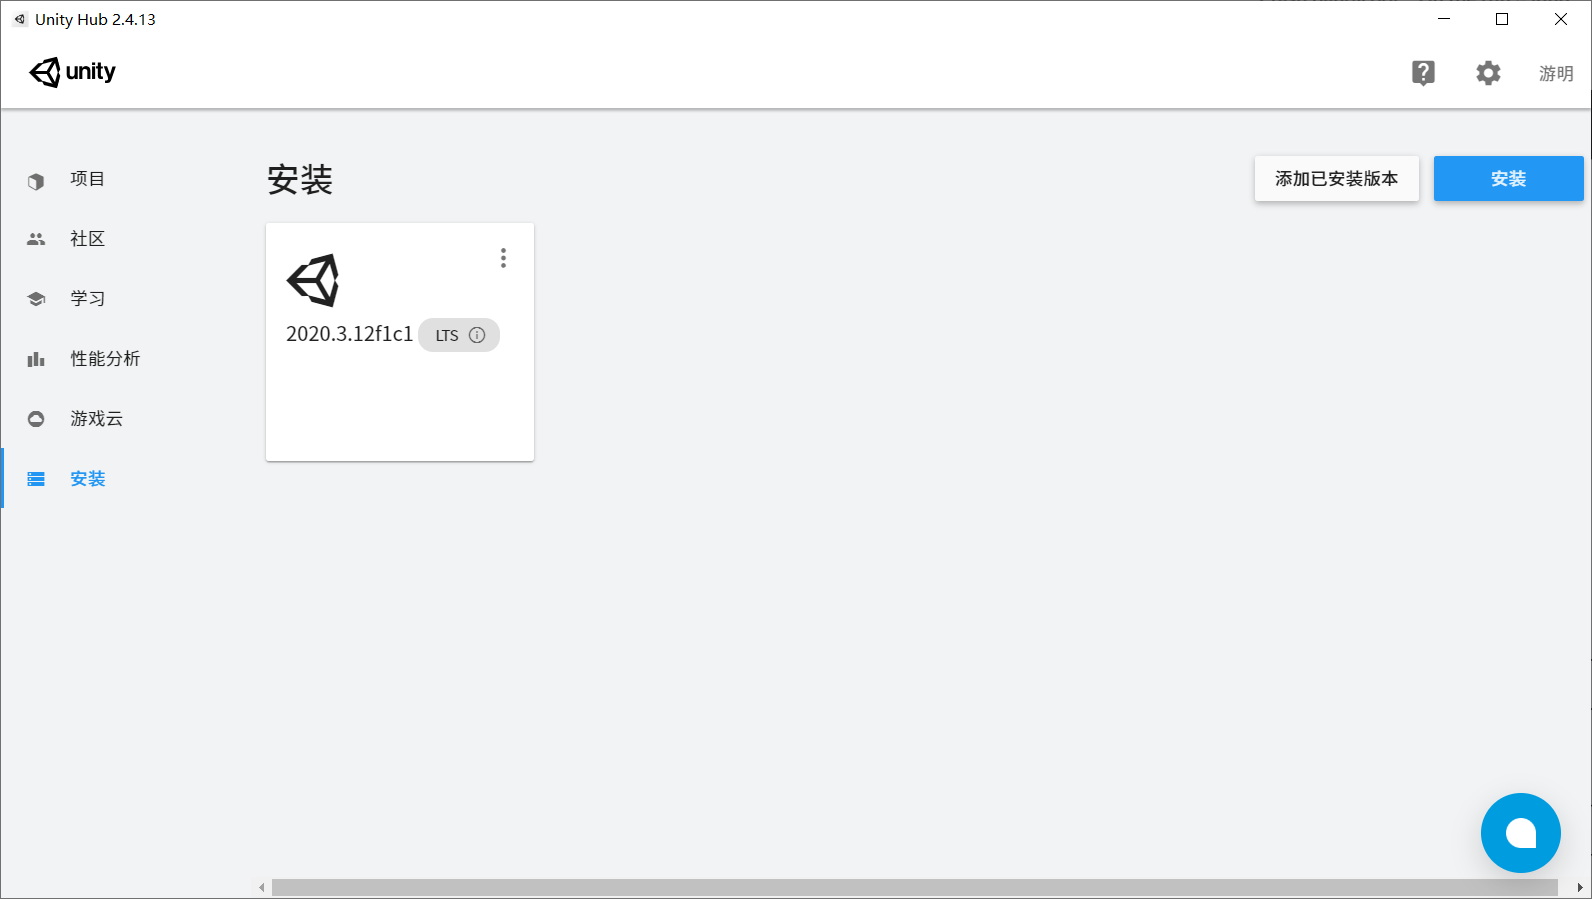 Unity Hub 2.4.13
unity
游明
项目
社区
学习
性能分析
游戏云
安装
安装
添加已安装版本
安装
2020.3.12f1c1 LTS